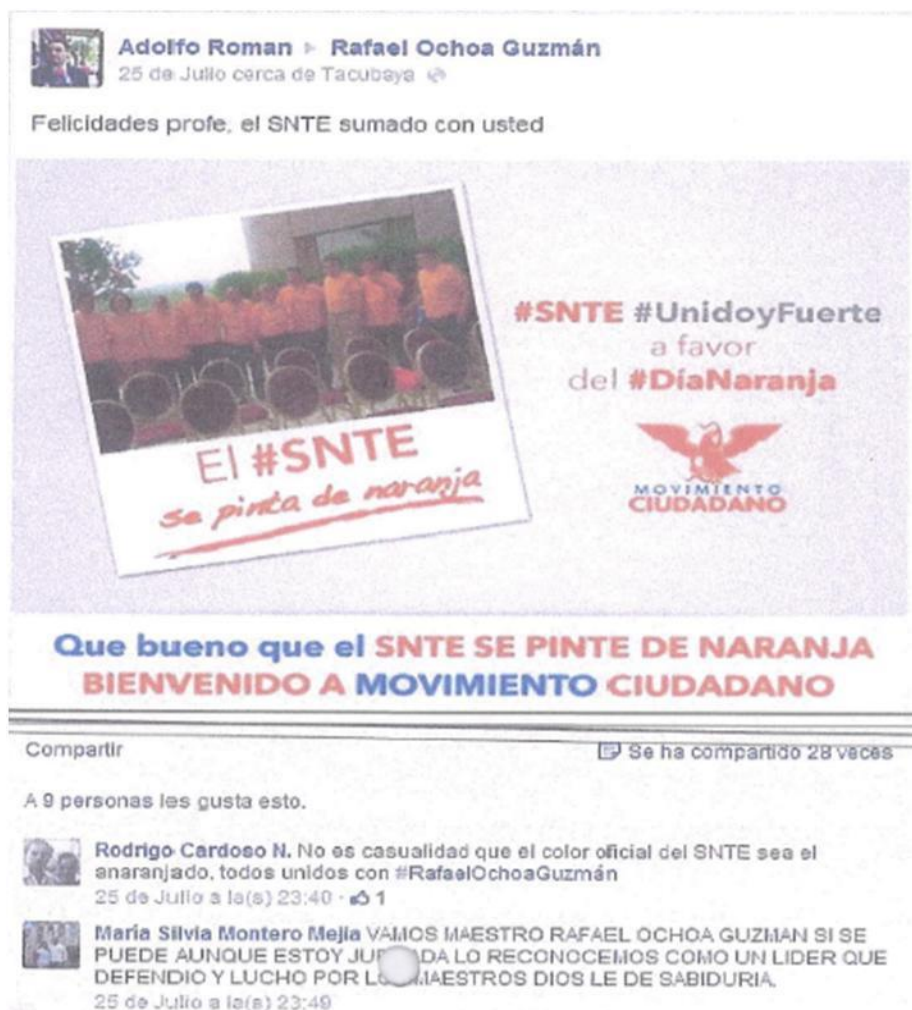 Adolfo Roman ▸ Rafael Ochoa Guzmán
25 de Julio cerca de Tacubaya
Felicidades profe, el SNTE sumado con usted
El #SNTE
se pinta de naranja
#SNTE #UnidoyFuerte
a favor
del #DíaNaranja
MOVIMIENTO
CIUDADANO
Que bueno que el SNTE SE PINTE DE NARANJA
BIENVENIDO A MOVIMIENTO CIUDADANO
Compartir
Se ha compartido 28 veces
A 9 personas les gusta esto.
Rodrigo Cardoso N. No es casualidad que el color oficial del SNTE sea el
anaranjado, todos unidos con #RafaelOchoaGuzmán
25 de Julio a la(s) 23:40 · 1
Maria Silvia Montero Mejia VAMOS MAESTRO RAFAEL OCHOA GUZMAN SI SE
PUEDE AUNQUE ESTOY LO RECONOCEMOS COMO UN LIDER QUE
DEFENDIO Y LUCHO POR MAESTROS DIOS LE DE SABIDURIA.
25 de Julio a la(s) 23:49